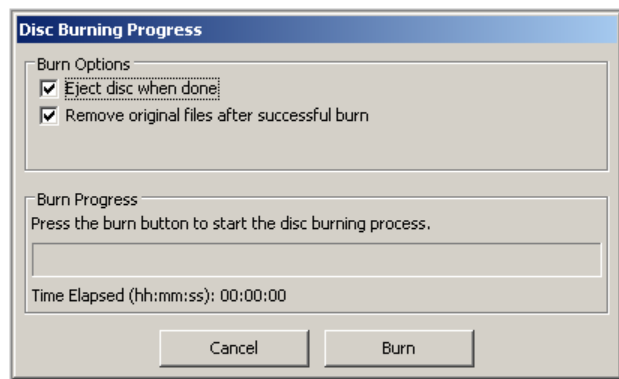 Disc Burning Progress
Burn Options
Eject disc when done
Remove original files after successful burn
Burn Progress
Press the burn button to start the disc burning process.
Time Elapsed (hh:mm:ss): 00:00:00
Cancel Burn